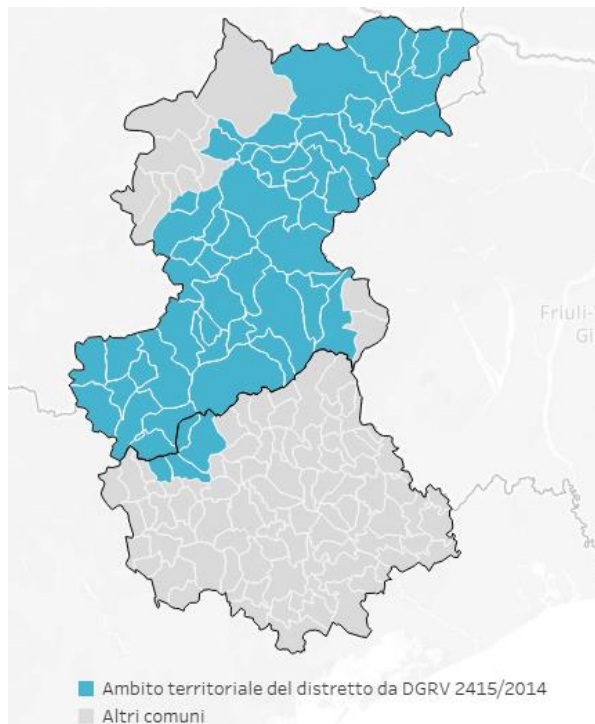 Friuli-
Gi
Ambito territoriale del distretto da DGRV 2415/2014
Altri comuni